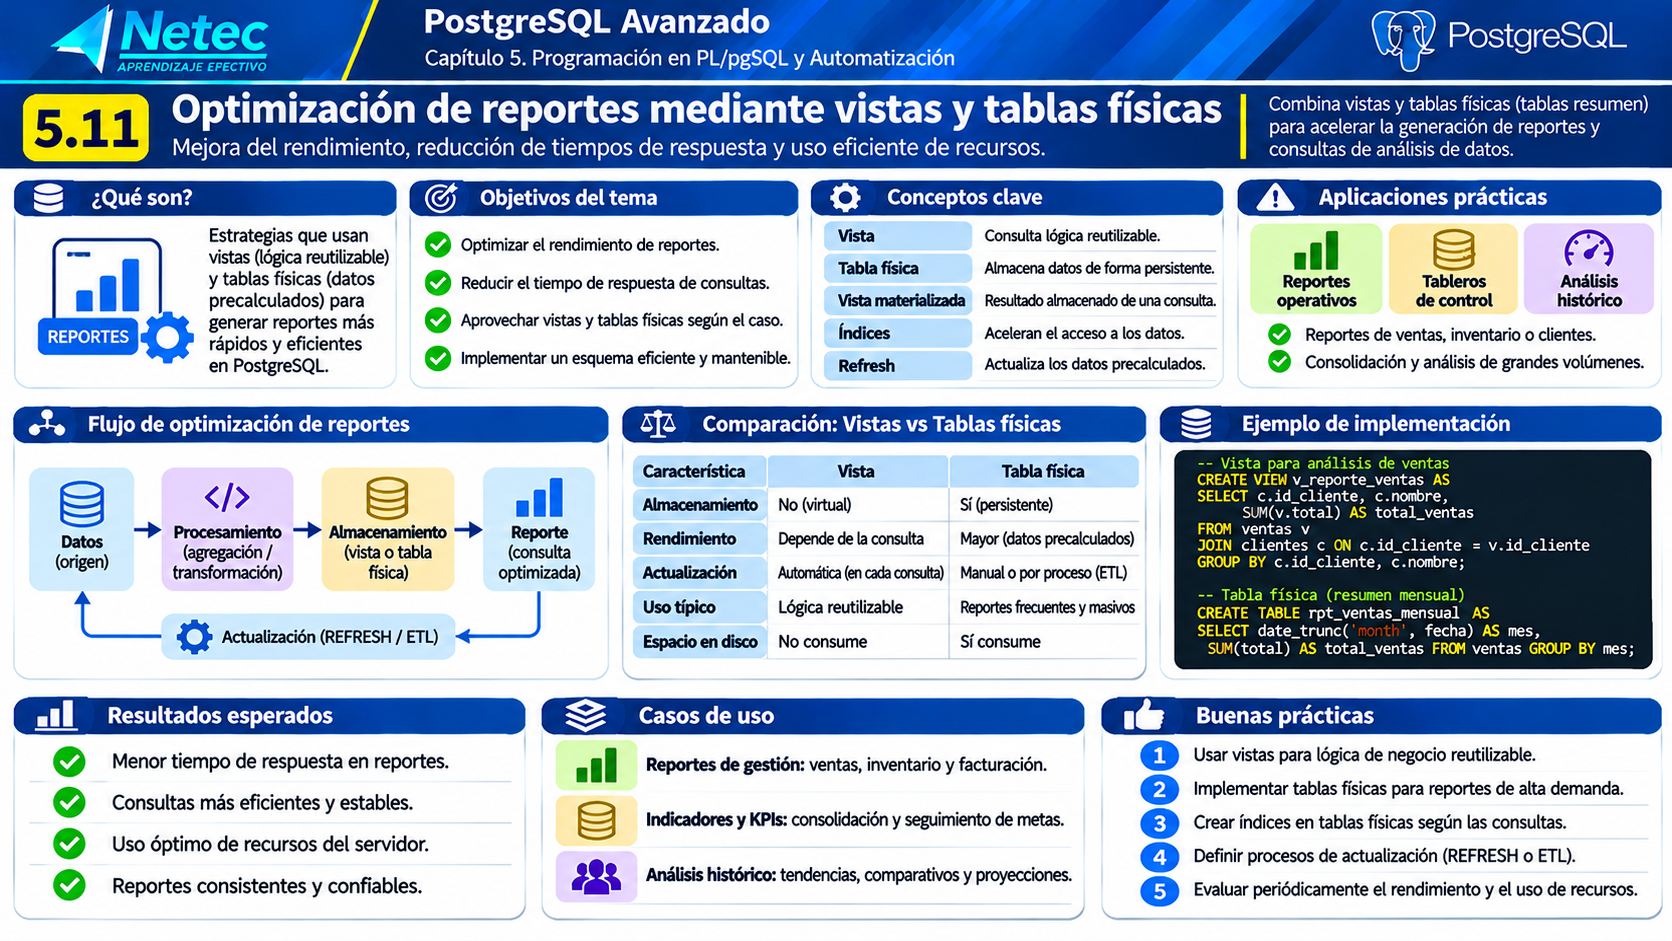 Netec
APRENDIZAJE EFECTIVO
PostgreSQL Avanzado
Capítulo 5. Programación en PL/pgSQL y Automatización
PostgreSQL
5.11
Optimización de reportes mediante vistas y tablas físicas
Mejora del rendimiento, reducción de tiempos de respuesta y uso eficiente de recursos.
Combina vistas y tablas físicas (tablas resumen)
para acelerar la generación de reportes y
consultas de análisis de datos.
¿Qué son?
REPORTES
Estrategias que usan
vistas (lógica reutilizable)
y tablas físicas (datos
precalculados) para
generar reportes más
rápidos y eficientes
en PostgreSQL.
Objetivos del tema
Optimizar el rendimiento de reportes.
Reducir el tiempo de respuesta de consultas.
Aprovechar vistas y tablas físicas según el caso.
Implementar un esquema eficiente y mantenible.
Conceptos clave
Vista Consulta lógica reutilizable.
Tabla física Almacena datos de forma persistente.
Vista materializada Resultado almacenado de una consulta.
Índices Aceleran el acceso a los datos.
Refresh Actualiza los datos precalculados.
Aplicaciones prácticas
Reportes
operativos
Tableros
de control
Análisis
histórico
Reportes de ventas, inventario o clientes.
Consolidación y análisis de grandes volúmenes.
Flujo de optimización de reportes
Datos
(origen)
Procesamiento
(agregación /
transformación)
Almacenamiento
(vista o tabla
física)
Reporte
(consulta
optimizada)
Actualización (REFRESH / ETL)
Comparación: Vistas vs Tablas físicas
Característica Vista Tabla física
Almacenamiento No (virtual) Sí (persistente)
Rendimiento Depende de la consulta Mayor (datos precalculados)
Actualización Automática (en cada consulta) Manual o por proceso (ETL)
Uso típico Lógica reutilizable Reportes frecuentes y masivos
Espacio en disco No consume Sí consume
Ejemplo de implementación
-- Vista para análisis de ventas
CREATE VIEW v_reporte_ventas AS
SELECT c.id_cliente, c.nombre,
SUM(v.total) AS total_ventas
FROM ventas v
JOIN clientes c ON c.id_cliente = v.id_cliente
GROUP BY c.id_cliente, c.nombre;
-- Tabla física (resumen mensual)
CREATE TABLE rpt_ventas_mensual AS
SELECT date_trunc('month', fecha) AS mes,
SUM(total) AS total_ventas FROM ventas GROUP BY mes;
Resultados esperados
Menor tiempo de respuesta en reportes.
Consultas más eficientes y estables.
Uso óptimo de recursos del servidor.
Reportes consistentes y confiables.
Casos de uso
Reportes de gestión: ventas, inventario y facturación.
Indicadores y KPIs: consolidación y seguimiento de metas.
Análisis histórico: tendencias, comparativos y proyecciones.
Buenas prácticas
1 Usar vistas para lógica de negocio reutilizable.
2 Implementar tablas físicas para reportes de alta demanda.
3 Crear índices en tablas físicas según las consultas.
4 Definir procesos de actualización (REFRESH o ETL).
5 Evaluar periódicamente el rendimiento y el uso de recursos.